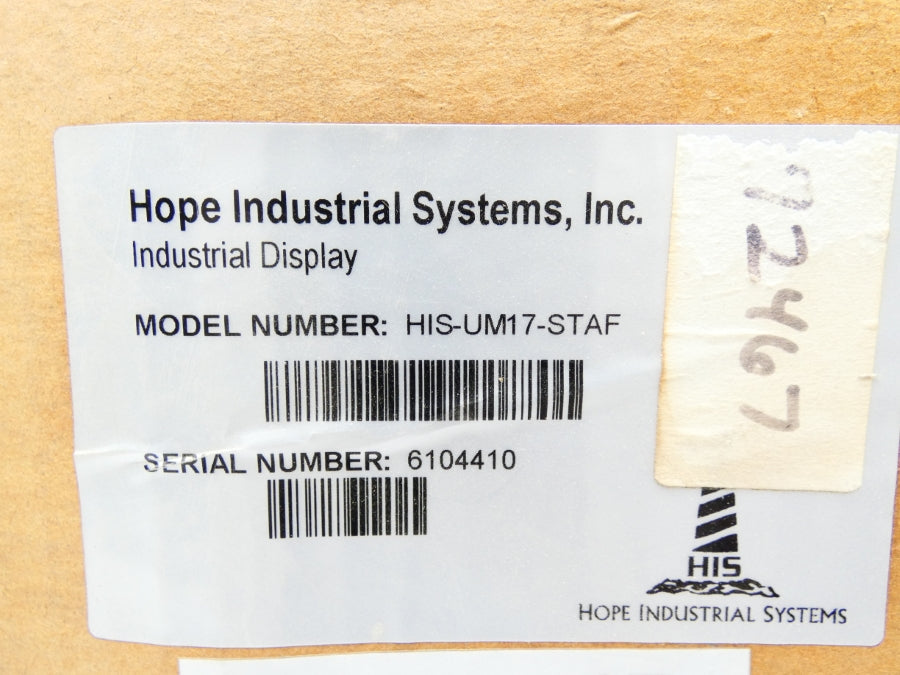 Hope Industrial Systems, Inc.
Industrial Display
MODEL NUMBER: HIS-UM17-STAF
SERIAL NUMBER: 6104410
72467
HIS
HOPE INDUSTRIAL SYSTEMS